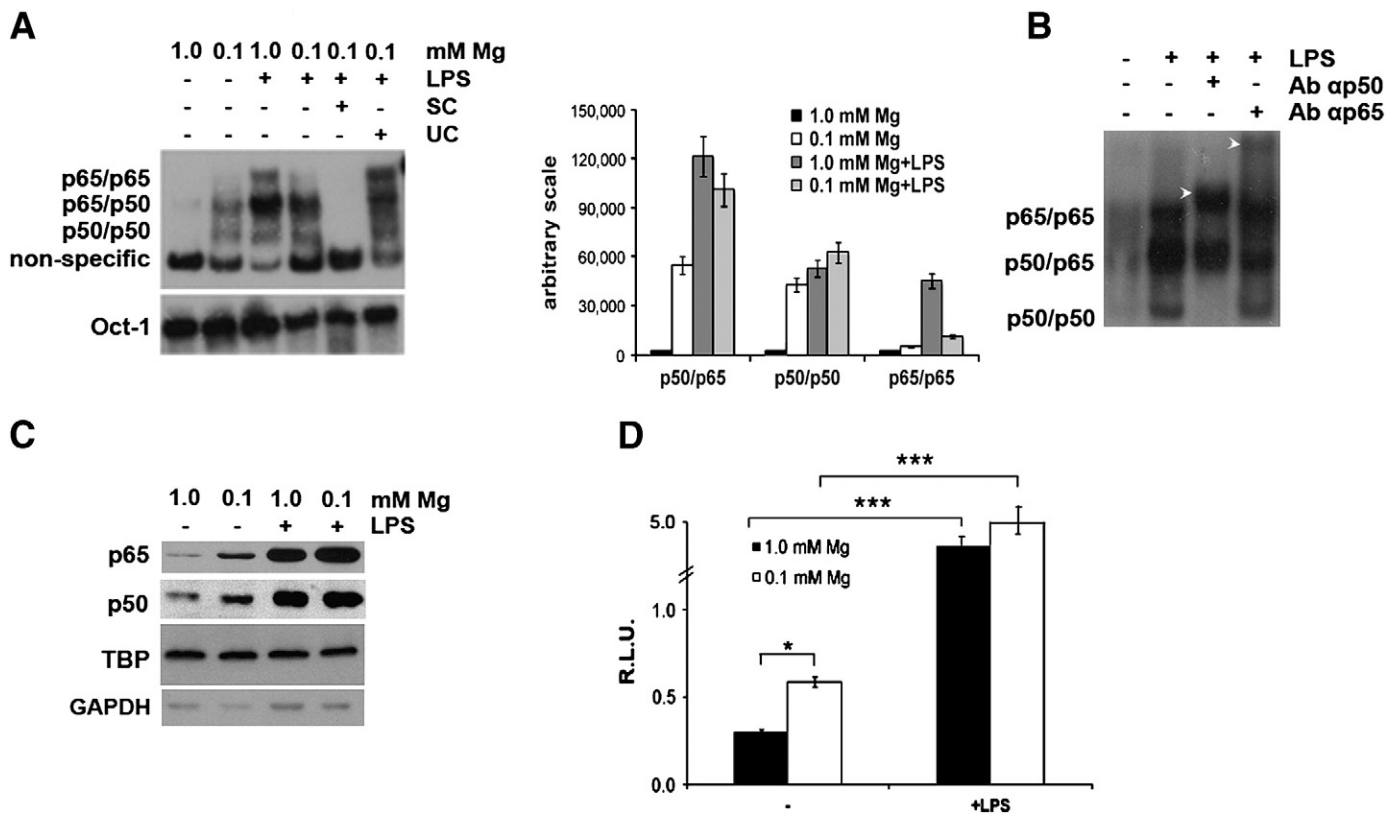 A
1.0 0.1 1.0 0.1 0.1 0.1 mM Mg
- - + + + + LPS
- - - - + - SC
- - - - - + UC
p65/p65
p65/p50
p50/p50
non-specific
Oct-1
arbitrary scale
150,000
120,000
90,000
60,000
30,000
0
1.0 mM Mg
0.1 mM Mg
1.0 mM Mg+LPS
0.1 mM Mg+LPS
p50/p65 p50/p50 p65/p65
B
- + + + LPS
- - + - Ab αp50
- - - + Ab αp65
p65/p65
p50/p65
p50/p50
C
1.0 0.1 1.0 0.1 mM Mg
- - + + LPS
p65
p50
TBP
GAPDH
D
R.L.U.
5.0
1.0
0.5
0.0
1.0 mM Mg
0.1 mM Mg
***
***
*
- +LPS